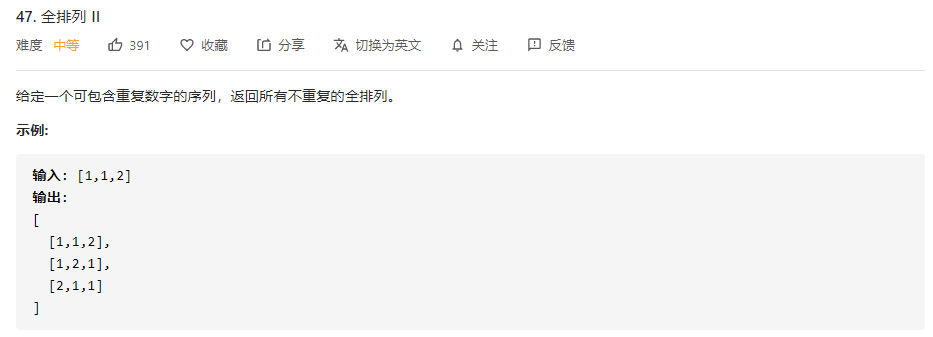 47. 全排列 II
难度 中等 391 收藏 分享 切换为英文 关注 反馈
给定一个可包含重复数字的序列，返回所有不重复的全排列。
示例:
输入: [1,1,2]
输出:
[
  [1,1,2],
  [1,2,1],
  [2,1,1]
]